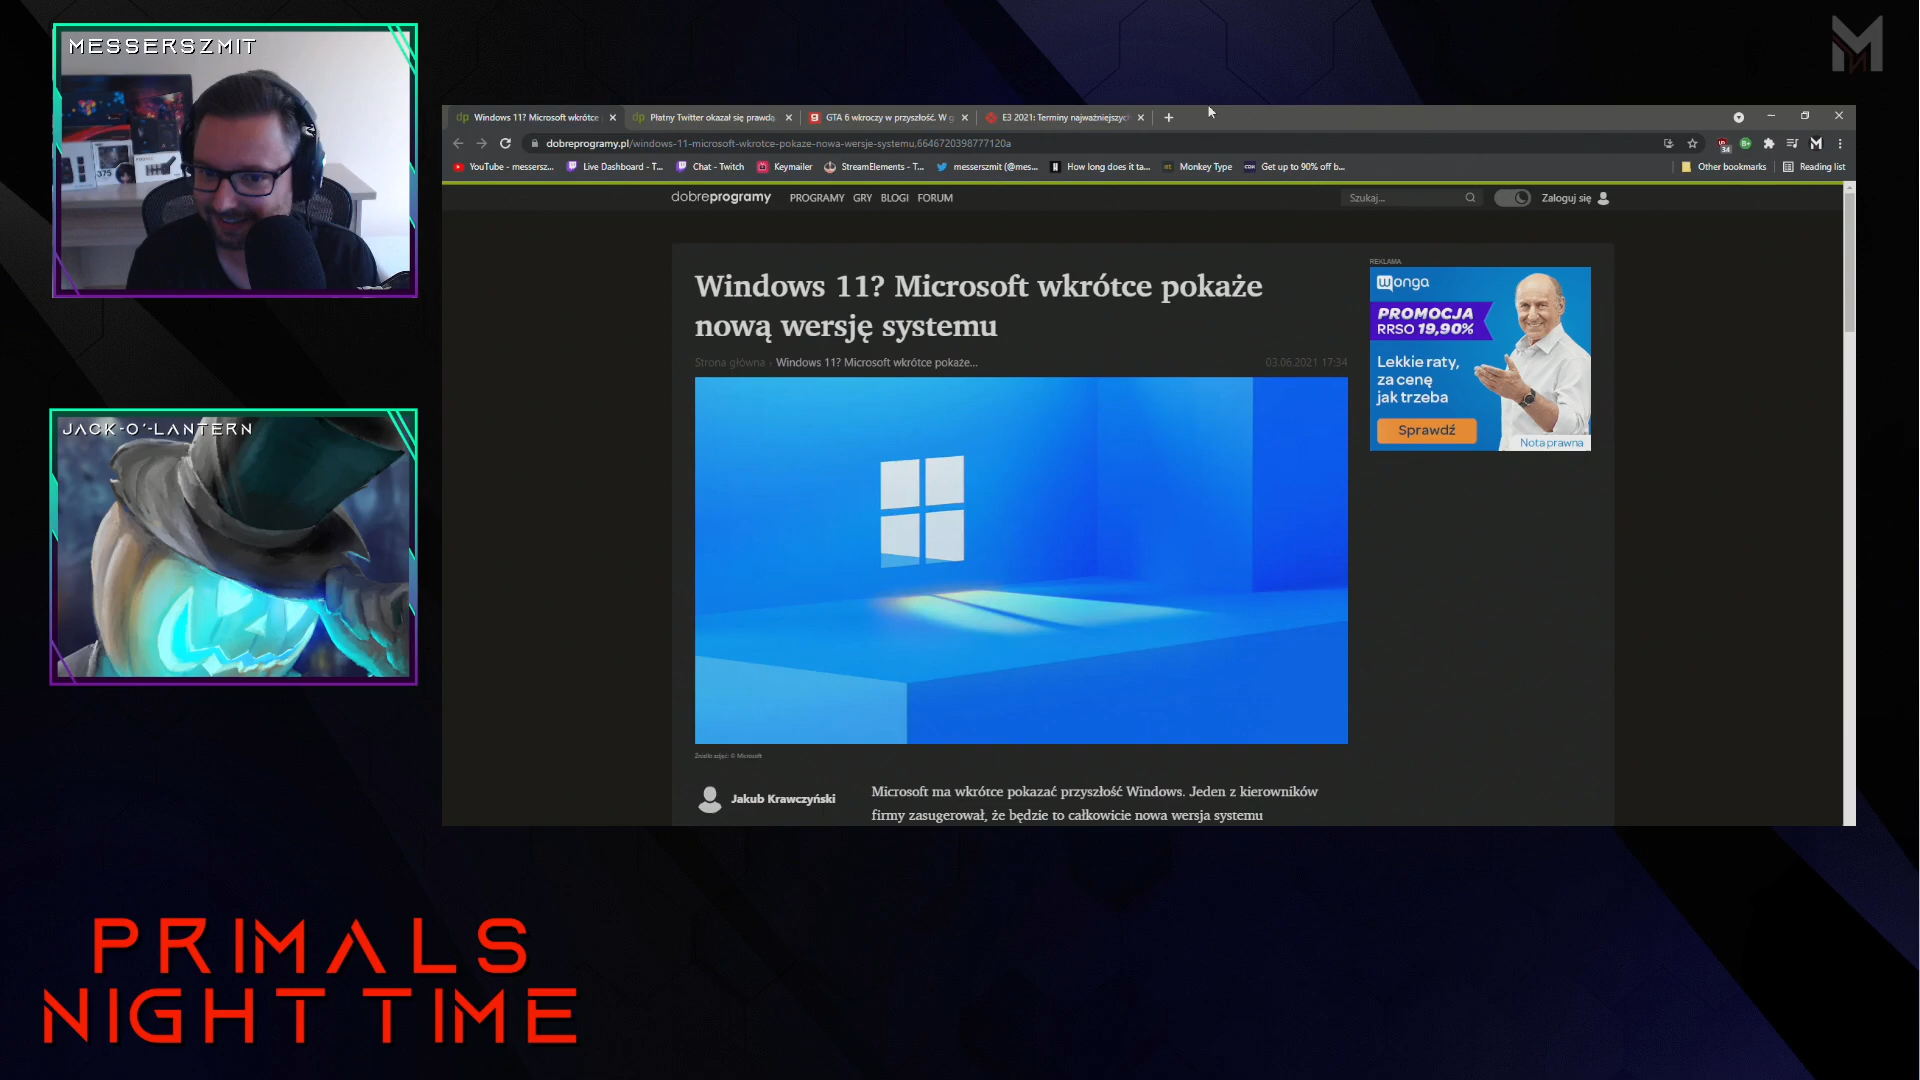 MESSERSZMIT
JACK-O'-LANTERN
PRIMALS
NIGHT TIME
Windows 11? Microsoft wkrótce
Płatny Twitter okazał się prawdą
GTA 6 wkroczy w przyszłość. W g
E3 2021: Terminy najważniejszych
dobreprogramy.pl/windows-11-microsoft-wkrotce-pokaze-nowa-wersje-systemu,6646720398777120a
YouTube - messersz...
Live Dashboard - T...
Chat - Twitch
Keymailer
StreamElements - T...
messerszmit (@mes...
How long does it ta...
Monkey Type
Get up to 90% off b...
Other bookmarks
Reading list
dobreprogramy
PROGRAMY GRY BLOGI FORUM
Szukaj...
Zaloguj się
Windows 11? Microsoft wkrótce pokaże
nową wersję systemu
Strona główna › Windows 11? Microsoft wkrótce pokaże...
03.06.2021 17:34
Źródło zdjęć: © Microsoft
Jakub Krawczyński
Microsoft ma wkrótce pokazać przyszłość Windows. Jeden z kierowników
firmy zasugerował, że będzie to całkowicie nowa wersja systemu
REKLAMA
wonga
PROMOCJA
RRSO 19,90%
Lekkie raty,
za cenę
jak trzeba
Sprawdź
Nota prawna